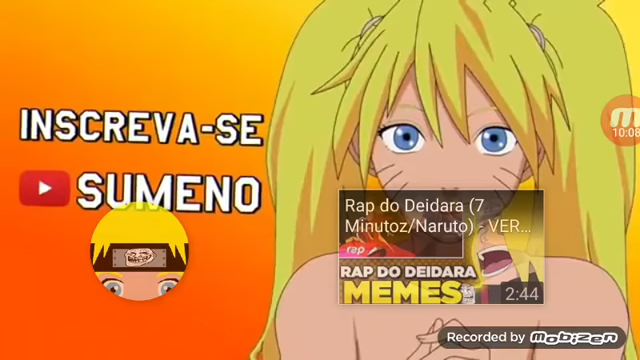 INSCREVA-SE
SUMENO
Rap do Deidara (7
Minutoz/Naruto) - VER...
rap
RAP DO DEIDARA
MEMES
2:44
10:08
Recorded by mobizen